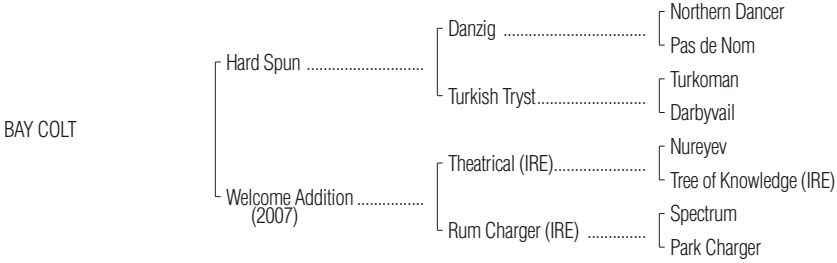 Northern Dancer
Danzig ..................................
Pas de Nom
Hard Spun ............................
Turkoman
Turkish Tryst..........................
Darbyvail
BAY COLT
Nureyev
Theatrical (IRE)......................
Tree of Knowledge (IRE)
Welcome Addition ................
(2007)
Spectrum
Rum Charger (IRE) ..............
Park Charger